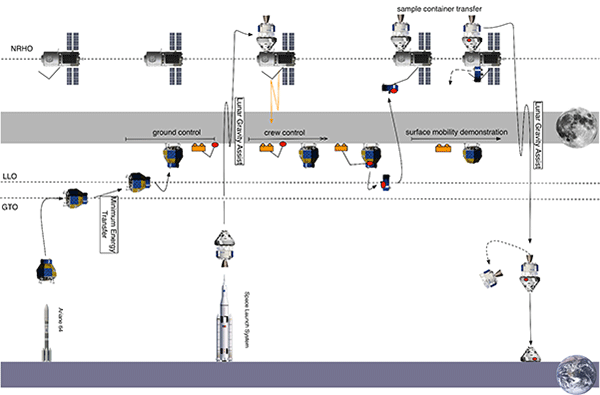 sample container transfer
NRHO
Lunar Gravity Assist
Lunar Gravity Assist
ground control
crew control
surface mobility demonstration
LLO
GTO
Minimum Energy
Transfer
Ariane 64
Space Launch System